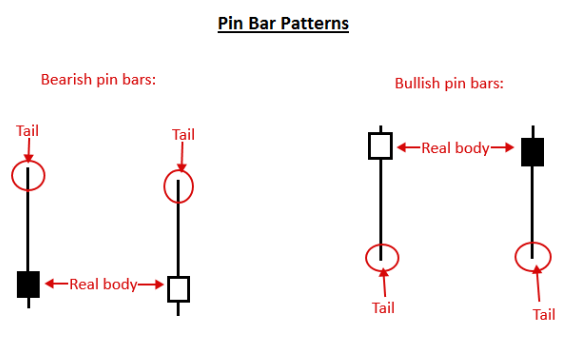 Pin Bar Patterns
Bearish pin bars:
Bullish pin bars:
Tail
Tail
Real body
Real body
Tail
Tail